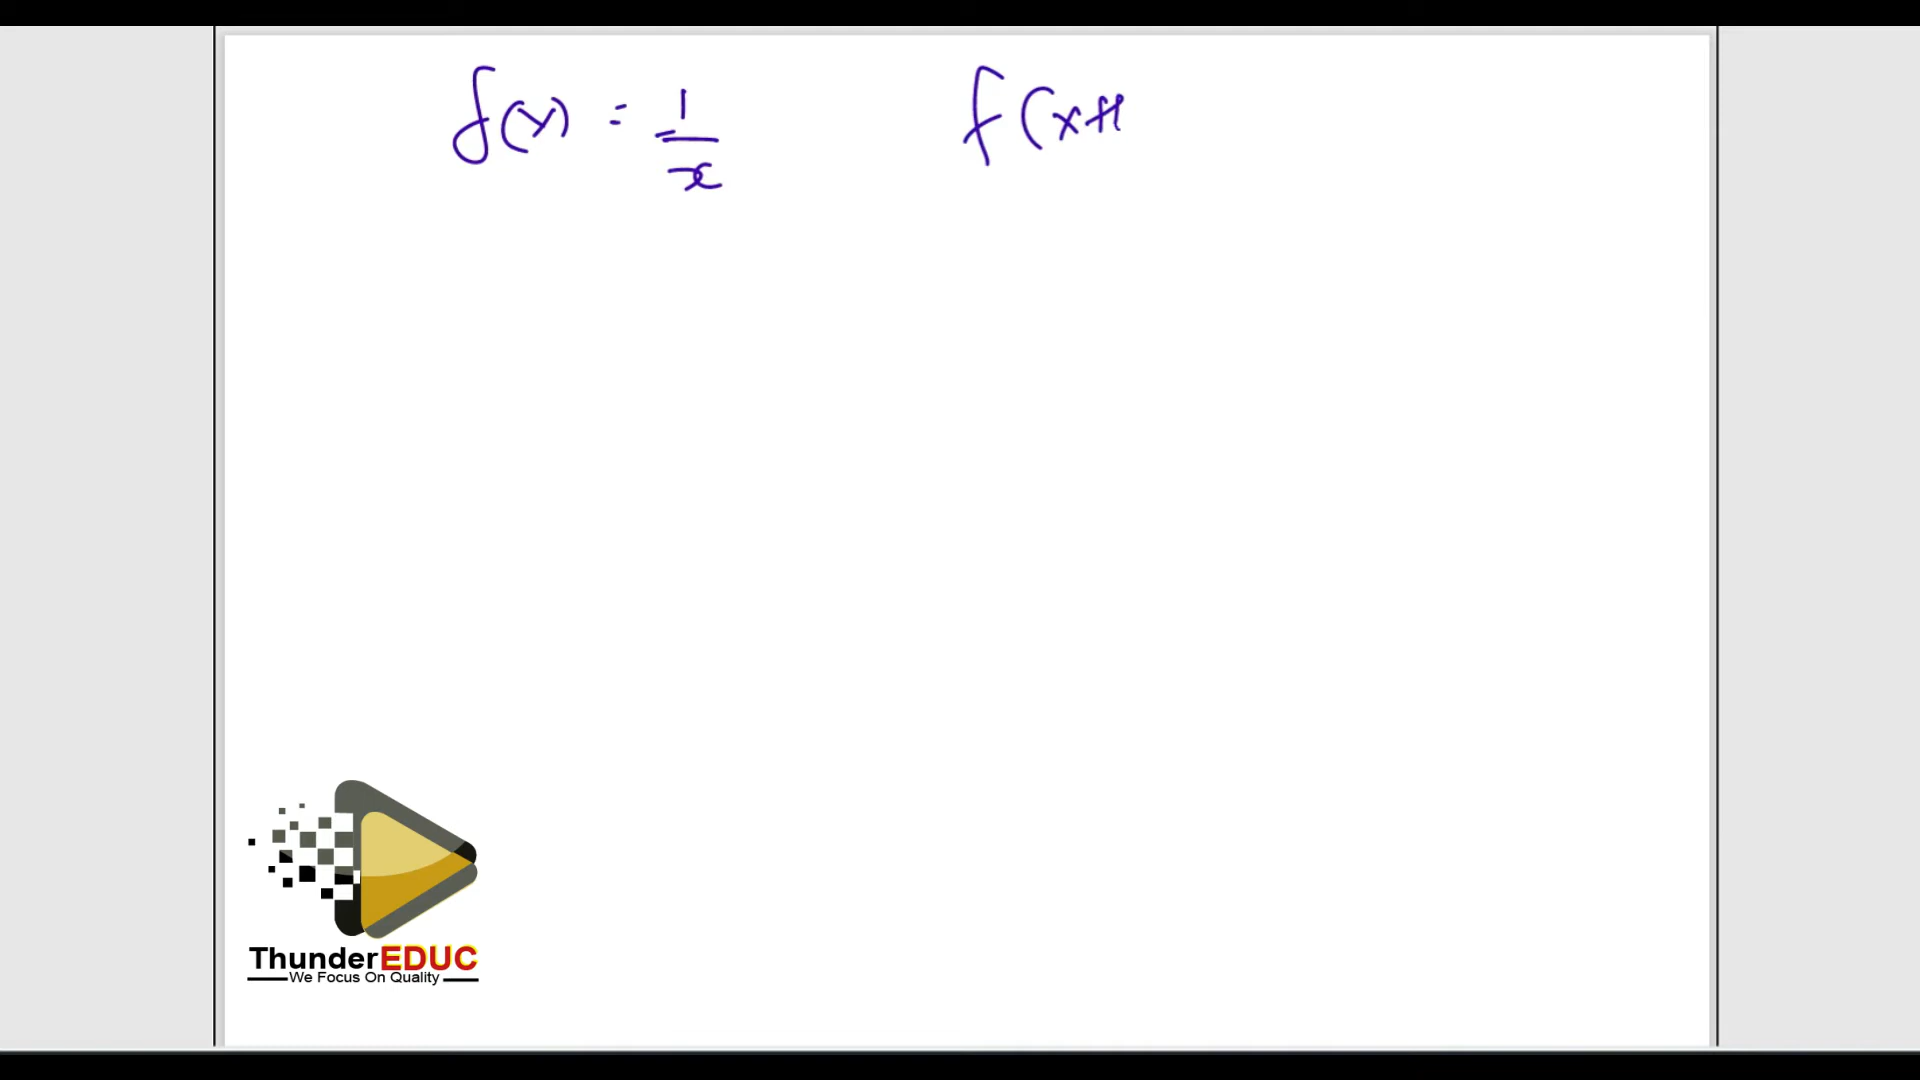 f(x) = 1/x f(x+
ThunderEDUC
We Focus On Quality